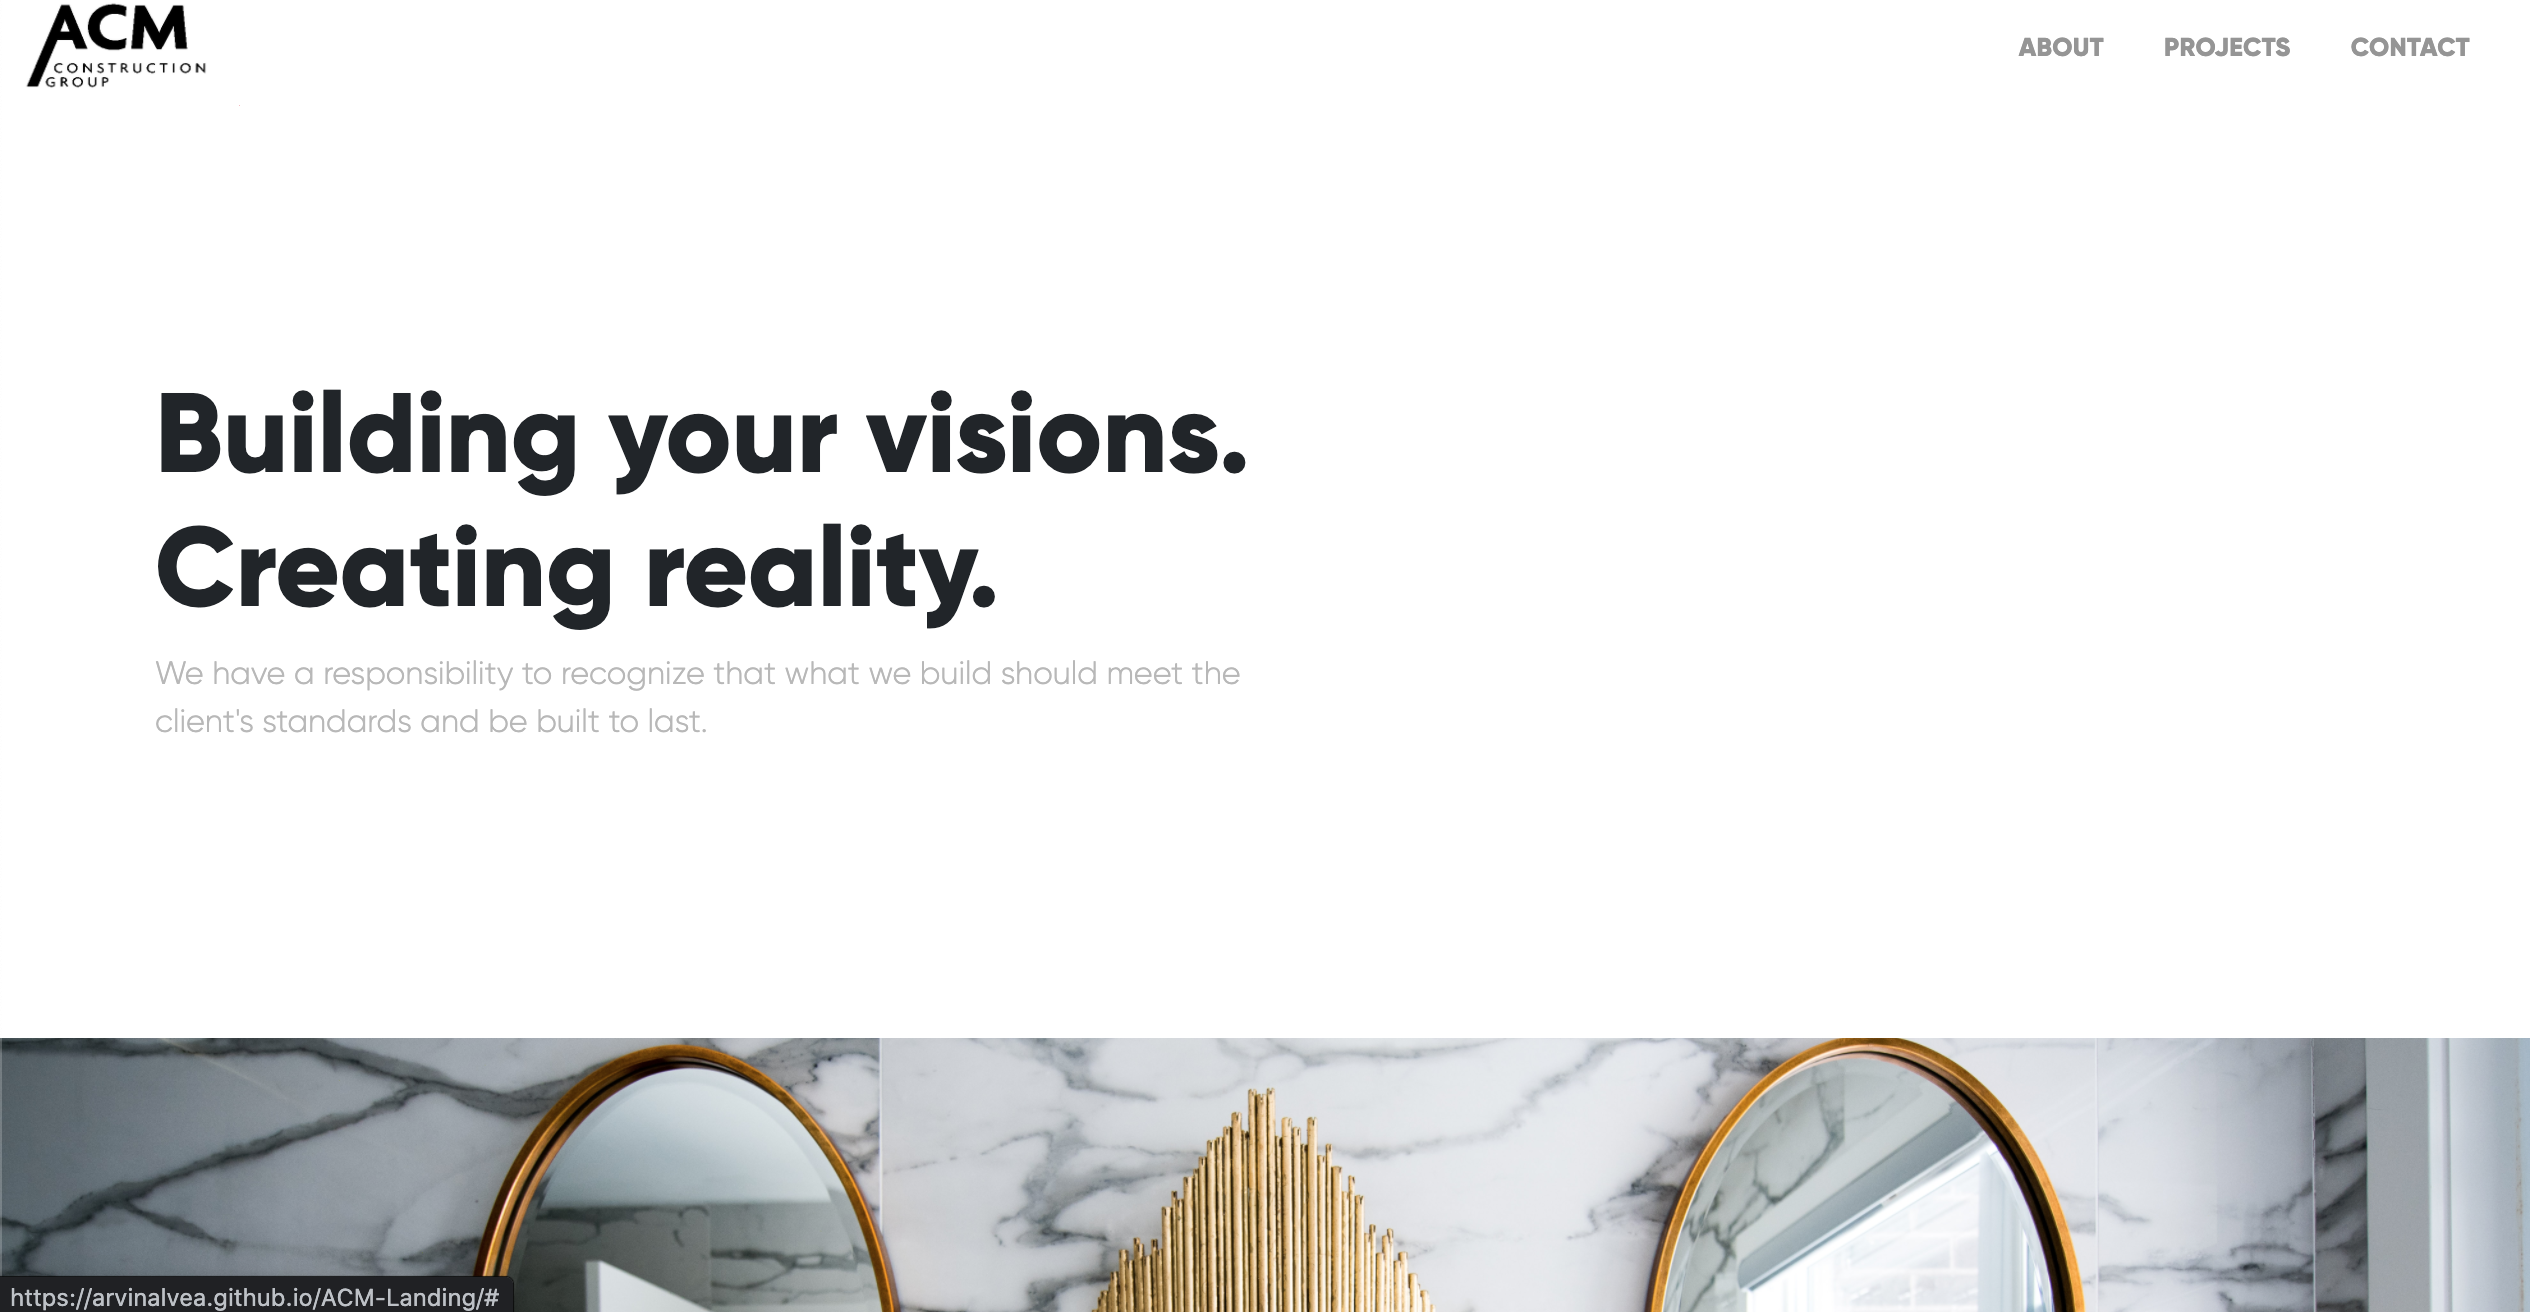 ACM
CONSTRUCTION
GROUP
ABOUT PROJECTS CONTACT
Building your visions.
Creating reality.
We have a responsibility to recognize that what we build should meet the
client's standards and be built to last.
https://arvinalvea.github.io/ACM-Landing/#